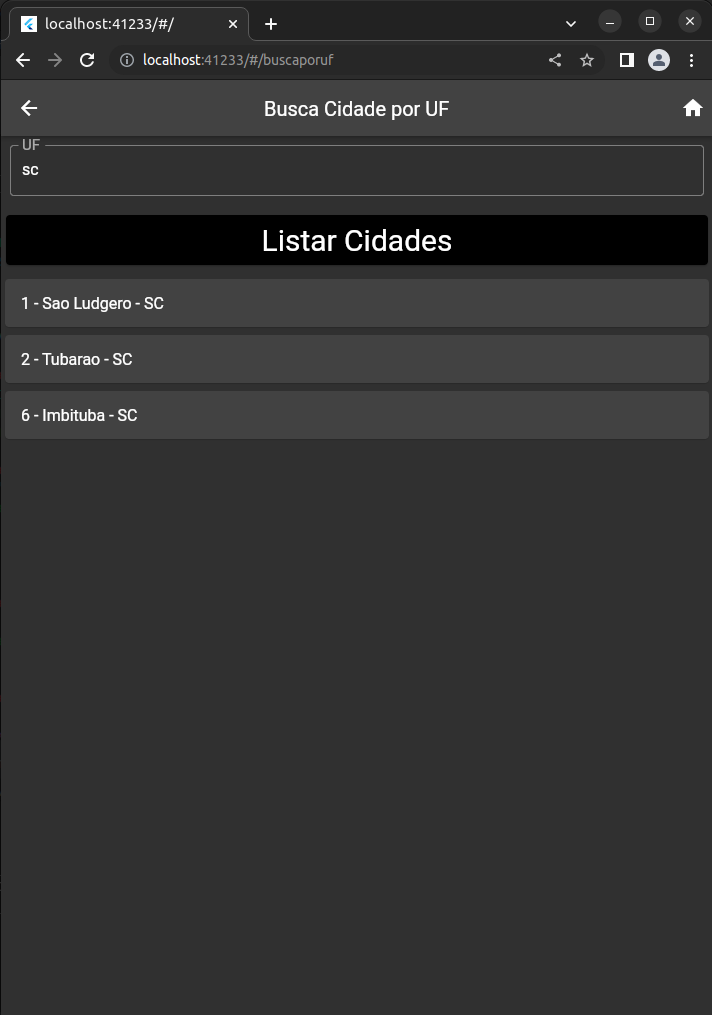 localhost:41233/#/
localhost:41233/#/buscaporuf
Busca Cidade por UF
UF
sc
Listar Cidades
1 - Sao Ludgero - SC
2 - Tubarao - SC
6 - Imbituba - SC